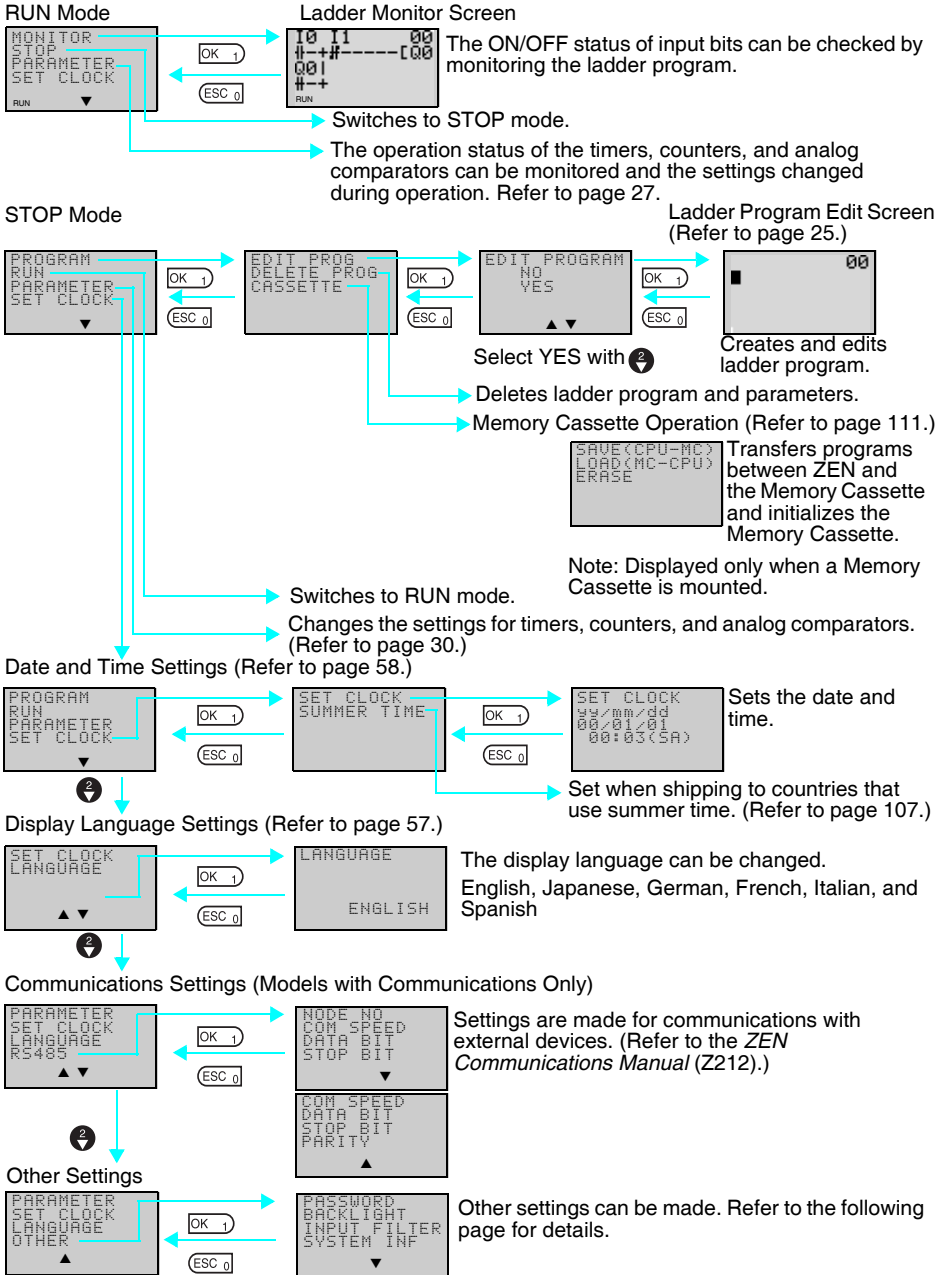 RUN Mode
Ladder Monitor Screen
MONITOR
STOP
PARAMETER
SET CLOCK
RUN ▼
OK 1
ESC 0
I0 I1 00
Q0
RUN
The ON/OFF status of input bits can be checked by
monitoring the ladder program.
Switches to STOP mode.
The operation status of the timers, counters, and analog
comparators can be monitored and the settings changed
during operation. Refer to page 27.
STOP Mode
Ladder Program Edit Screen
(Refer to page 25.)
PROGRAM
RUN
PARAMETER
SET CLOCK
▼
OK 1
ESC 0
EDIT PROG
DELETE PROG
CASSETTE
OK 1
ESC 0
EDIT PROGRAM
NO
YES
▲ ▼
OK 1
ESC 0
00
Select YES with 2
Creates and edits
ladder program.
Deletes ladder program and parameters.
Memory Cassette Operation (Refer to page 111.)
SAVE(CPU-MC)
LOAD(MC-CPU)
ERASE
Transfers programs
between ZEN and
the Memory Cassette
and initializes the
Memory Cassette.
Note: Displayed only when a Memory
Cassette is mounted.
Switches to RUN mode.
Changes the settings for timers, counters, and analog comparators.
(Refer to page 30.)
Date and Time Settings (Refer to page 58.)
PROGRAM
RUN
PARAMETER
SET CLOCK
▼
OK 1
ESC 0
SET CLOCK
SUMMER TIME
OK 1
ESC 0
SET CLOCK
yy/mm/dd
00/01/01
00:03(SA)
Sets the date and
time.
2
Set when shipping to countries that
use summer time. (Refer to page 107.)
Display Language Settings (Refer to page 57.)
SET CLOCK
LANGUAGE
▲ ▼
OK 1
ESC 0
LANGUAGE
ENGLISH
The display language can be changed.
English, Japanese, German, French, Italian, and
Spanish
2
Communications Settings (Models with Communications Only)
PARAMETER
SET CLOCK
LANGUAGE
RS485
▲ ▼
OK 1
ESC 0
NODE NO
COM SPEED
DATA BIT
STOP BIT
▼
Settings are made for communications with
external devices. (Refer to the ZEN
Communications Manual (Z212).)
COM SPEED
DATA BIT
STOP BIT
PARITY
▲
2
Other Settings
PARAMETER
SET CLOCK
LANGUAGE
OTHER
▲
OK 1
ESC 0
PASSWORD
BACKLIGHT
INPUT FILTER
SYSTEM INF
▼
Other settings can be made. Refer to the following
page for details.